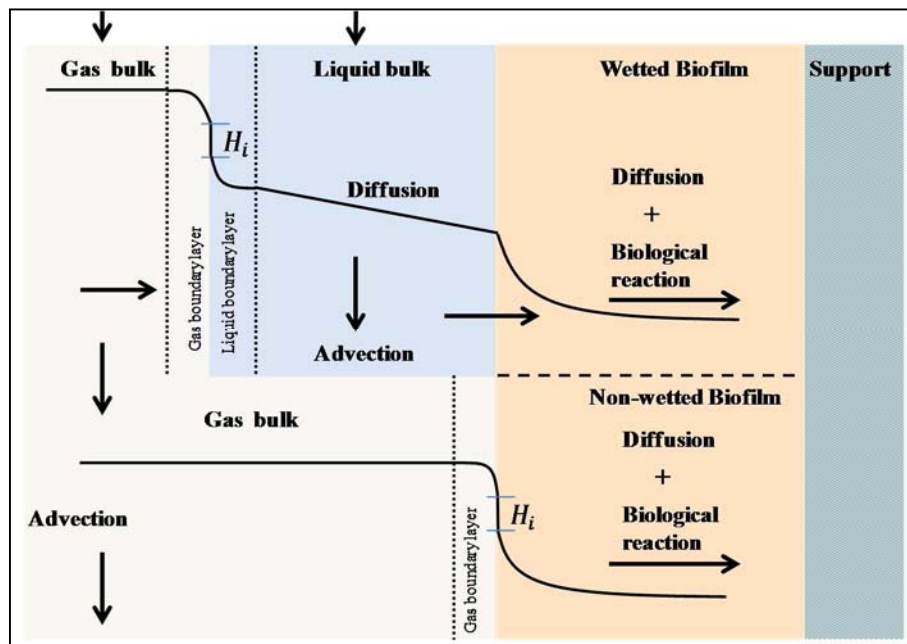 Gas bulk
Liquid bulk
Wetted Biofilm
Support
H_i
Diffusion
Diffusion
+
Biological
reaction
Gas boundary layer
Liquid boundary layer
Advection
Non-wetted Biofilm
Gas bulk
Diffusion
+
Biological
reaction
Advection
H_i
Gas boundary layer